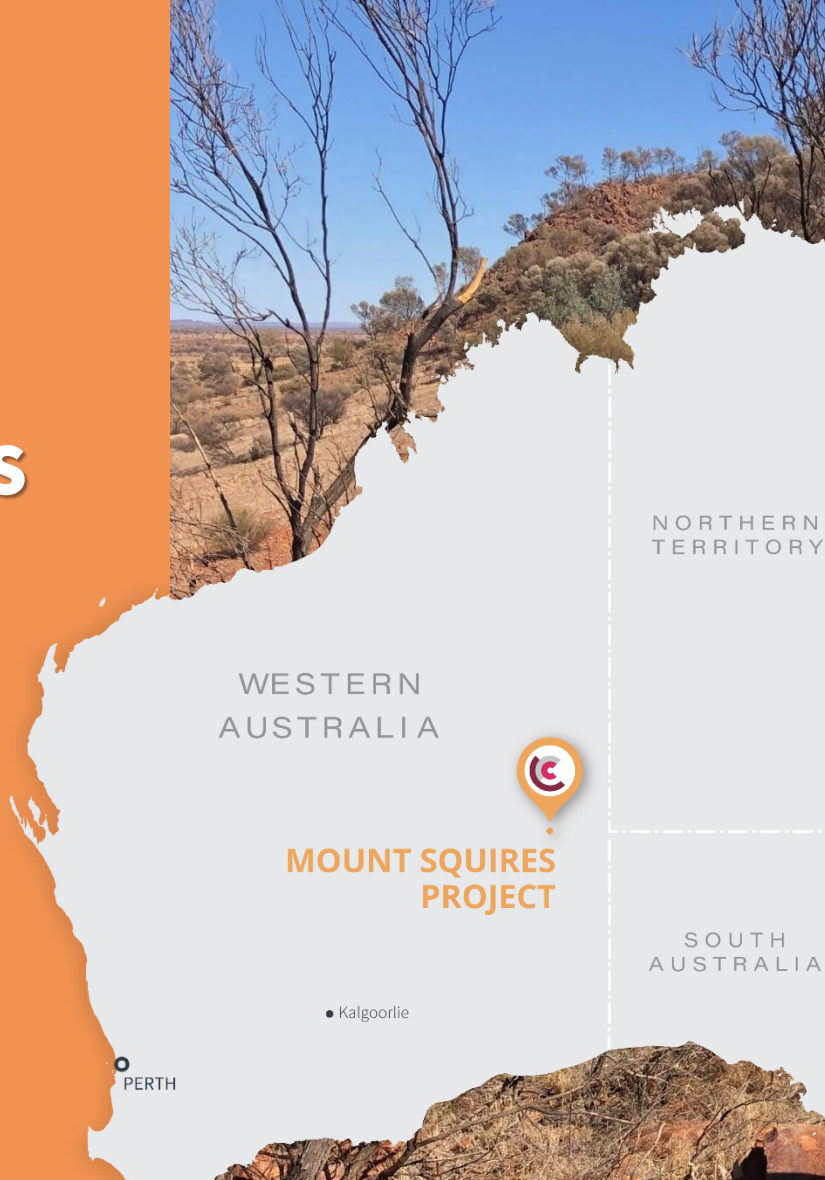 s
NORTHERN
TERRITORY
WESTERN
AUSTRALIA
MOUNT SQUIRES
PROJECT
SOUTH
AUSTRALIA
Kalgoorlie
PERTH